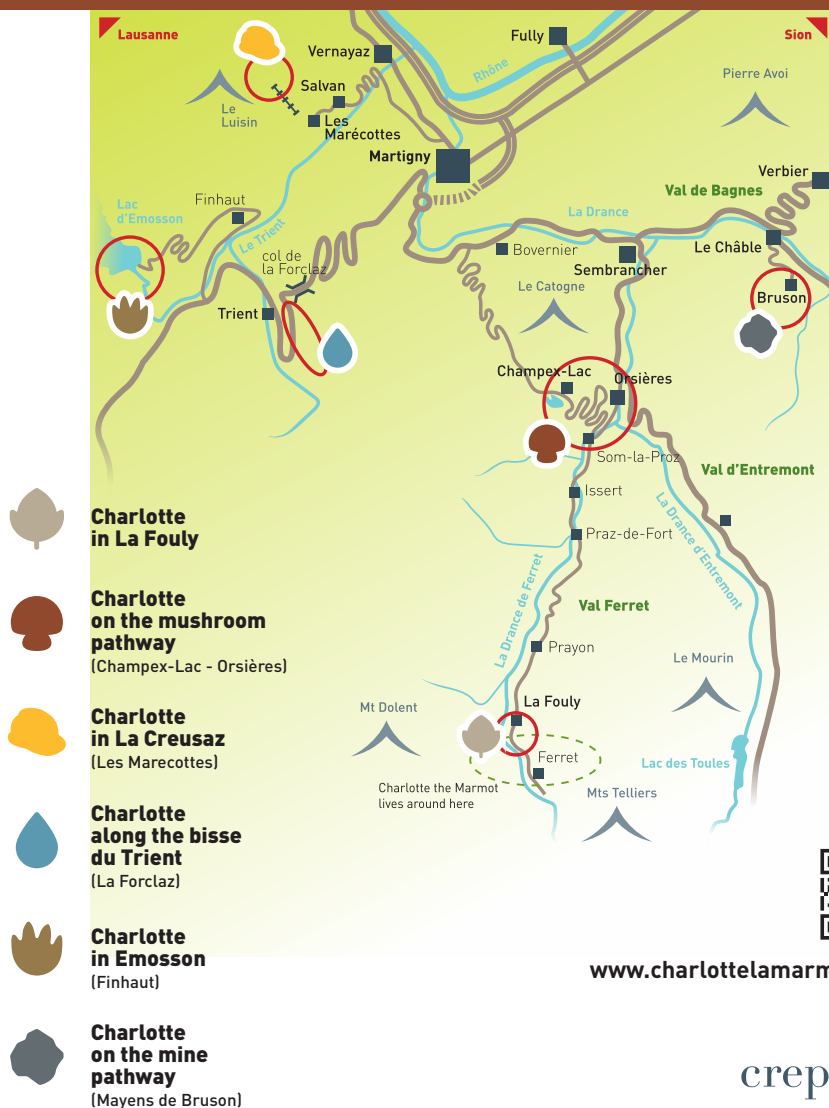 Lausanne
Sion
Fully
Vernayaz
Rhône
Pierre Avoi
Salvan
Le
Luisin
Les
Marécottes
Martigny
Verbier
Val de Bagnes
Finhaut
Lac
d'Emosson
La Drance
Le Trient
Le Châble
Bovernier
col de
la Forclaz
Sembrancher
Le Catogne
Bruson
Trient
Champex-Lac
Orsières
Som-la-Proz
Val d'Entremont
Issert
La Drance d'Entremont
Praz-de-Fort
La Drance de Ferret
Val Ferret
Prayon
Le Mourin
La Fouly
Mt Dolent
Ferret
Lac des Toules
Charlotte the Marmot
lives around here
Mts Telliers
Charlotte
in La Fouly
Charlotte
on the mushroom
pathway
(Champex-Lac - Orsières)
Charlotte
in La Creusaz
(Les Marecottes)
Charlotte
along the bisse
du Trient
(La Forclaz)
Charlotte
in Emosson
(Finhaut)
Charlotte
on the mine
pathway
(Mayens de Bruson)
www.charlottelamarm
crep